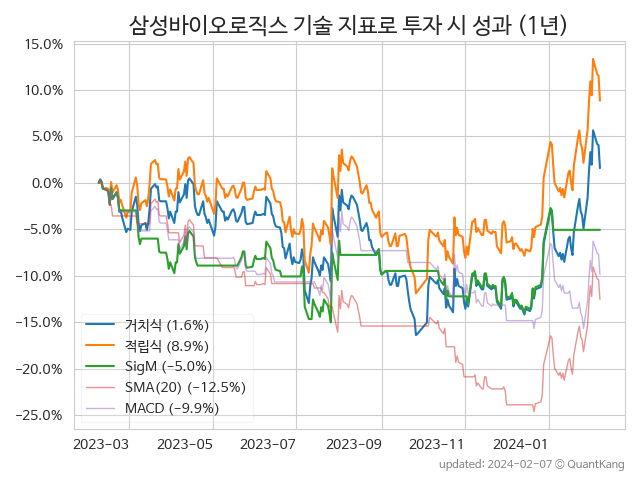 삼성바이오로직스 기술 지표로 투자 시 성과 (1년)
15.0%
10.0%
5.0%
0.0%
−5.0%
−10.0%
−15.0%
−20.0%
−25.0%
거치식 (1.6%)
적립식 (8.9%)
SigM (−5.0%)
SMA(20) (−12.5%)
MACD (−9.9%)
2023−03 2023−05 2023−07 2023−09 2023−11 2024−01
updated: 2024−02−07 © QuantKang